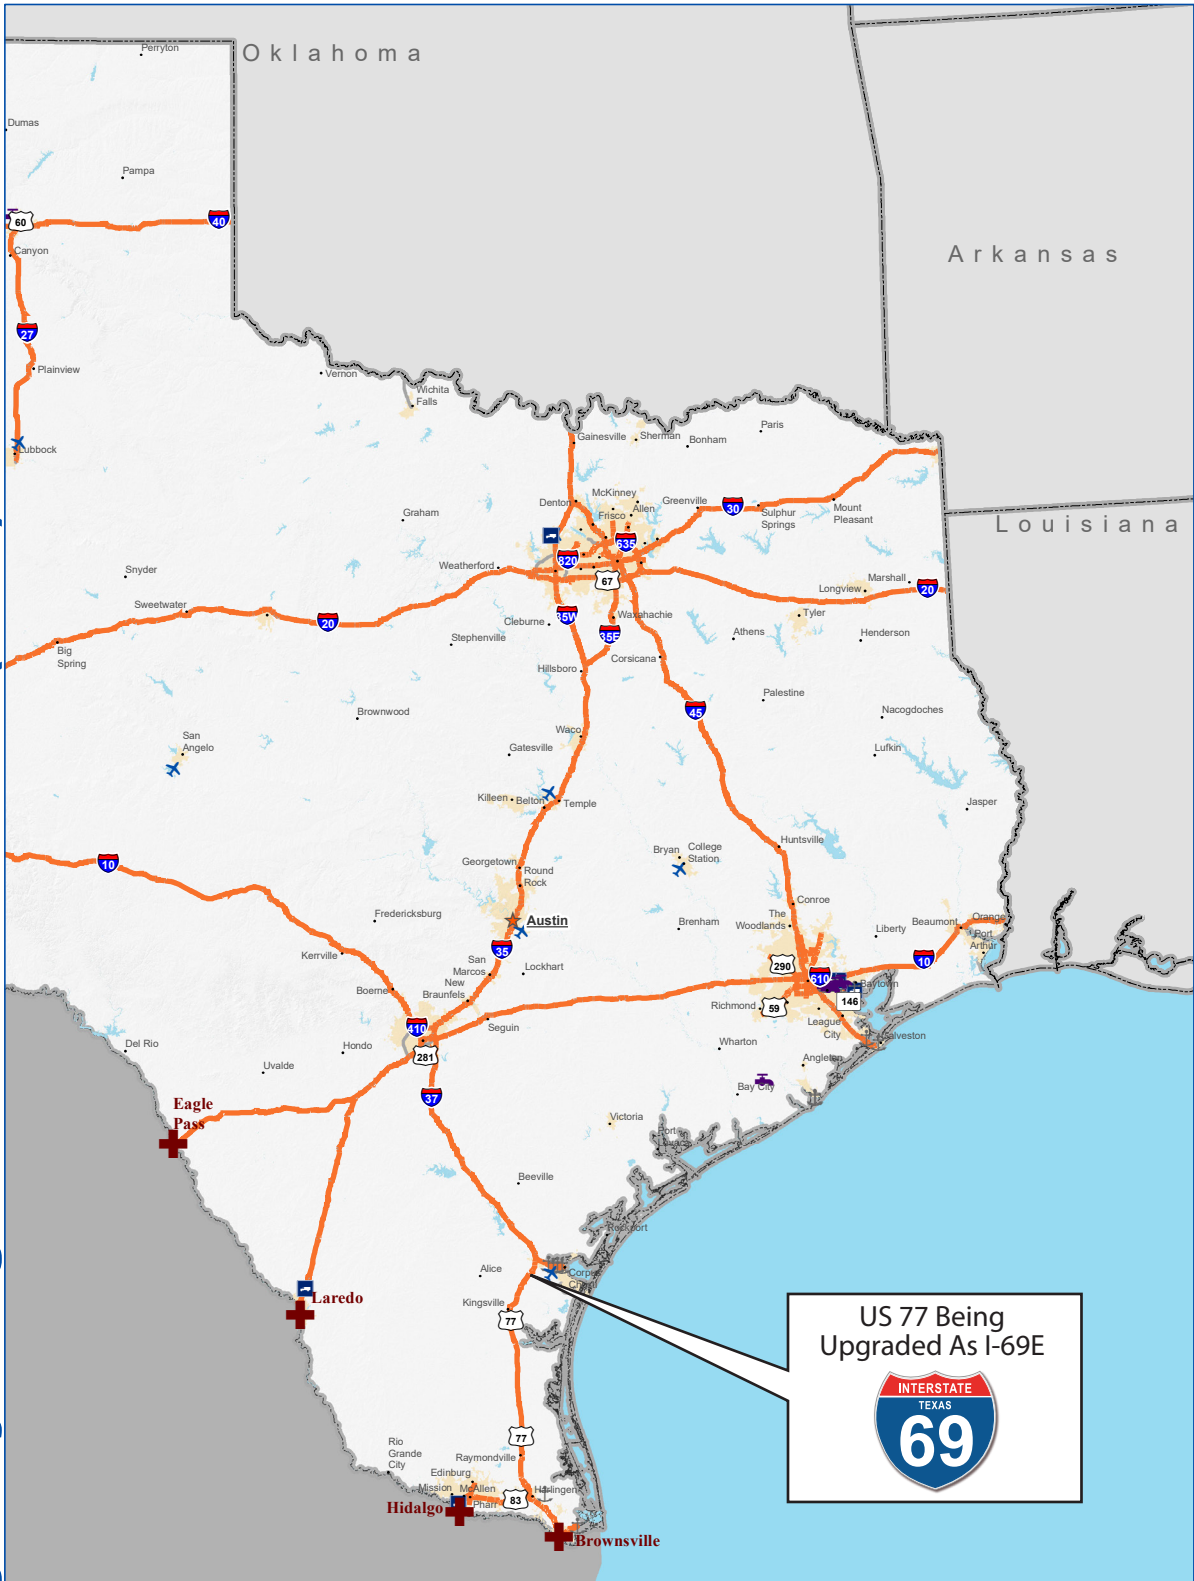 Oklahoma
Perryton
Dumas
Pampa
60
40
Canyon
Arkansas
27
Plainview
Vernon
Wichita
Falls
Lubbock
Gainesville
Sherman
Bonham
Paris
Denton
McKinney
Allen
Frisco
Greenville
30
Sulphur
Springs
Mount
Pleasant
Louisiana
Graham
635
820
67
Weatherford
Snyder
Sweetwater
20
Marshall
Longview
20
Tyler
35W
Waxahachie
Cleburne
35E
Stephenville
Athens
Henderson
Big
Spring
Hillsboro
Corsicana
Palestine
45
Brownwood
Nacogdoches
San
Angelo
Waco
Gatesville
Lufkin
Killeen
Belton
Temple
Jasper
Huntsville
10
Georgetown
Round
Rock
Bryan
College
Station
Conroe
Fredericksburg
Austin
Brenham
The
Woodlands
Liberty
Beaumont
Orange
Port
Arthur
35
Kerrville
San
Marcos
New
Braunfels
Lockhart
290
610
10
Baytown
146
Boerne
Richmond
59
League
City
Galveston
410
281
Seguin
Del Rio
Hondo
Uvalde
Wharton
Angleton
Bay City
37
Eagle
Pass
Victoria
Port
Beeville
Rockport
Alice
Corpus
Christi
Laredo
Kingsville
77
US 77 Being
Upgraded As I-69E
INTERSTATE
TEXAS
69
77
Rio
Grande
City
Raymondville
Edinburg
Mission
McAllen
Pharr
83
Harlingen
Hidalgo
Brownsville